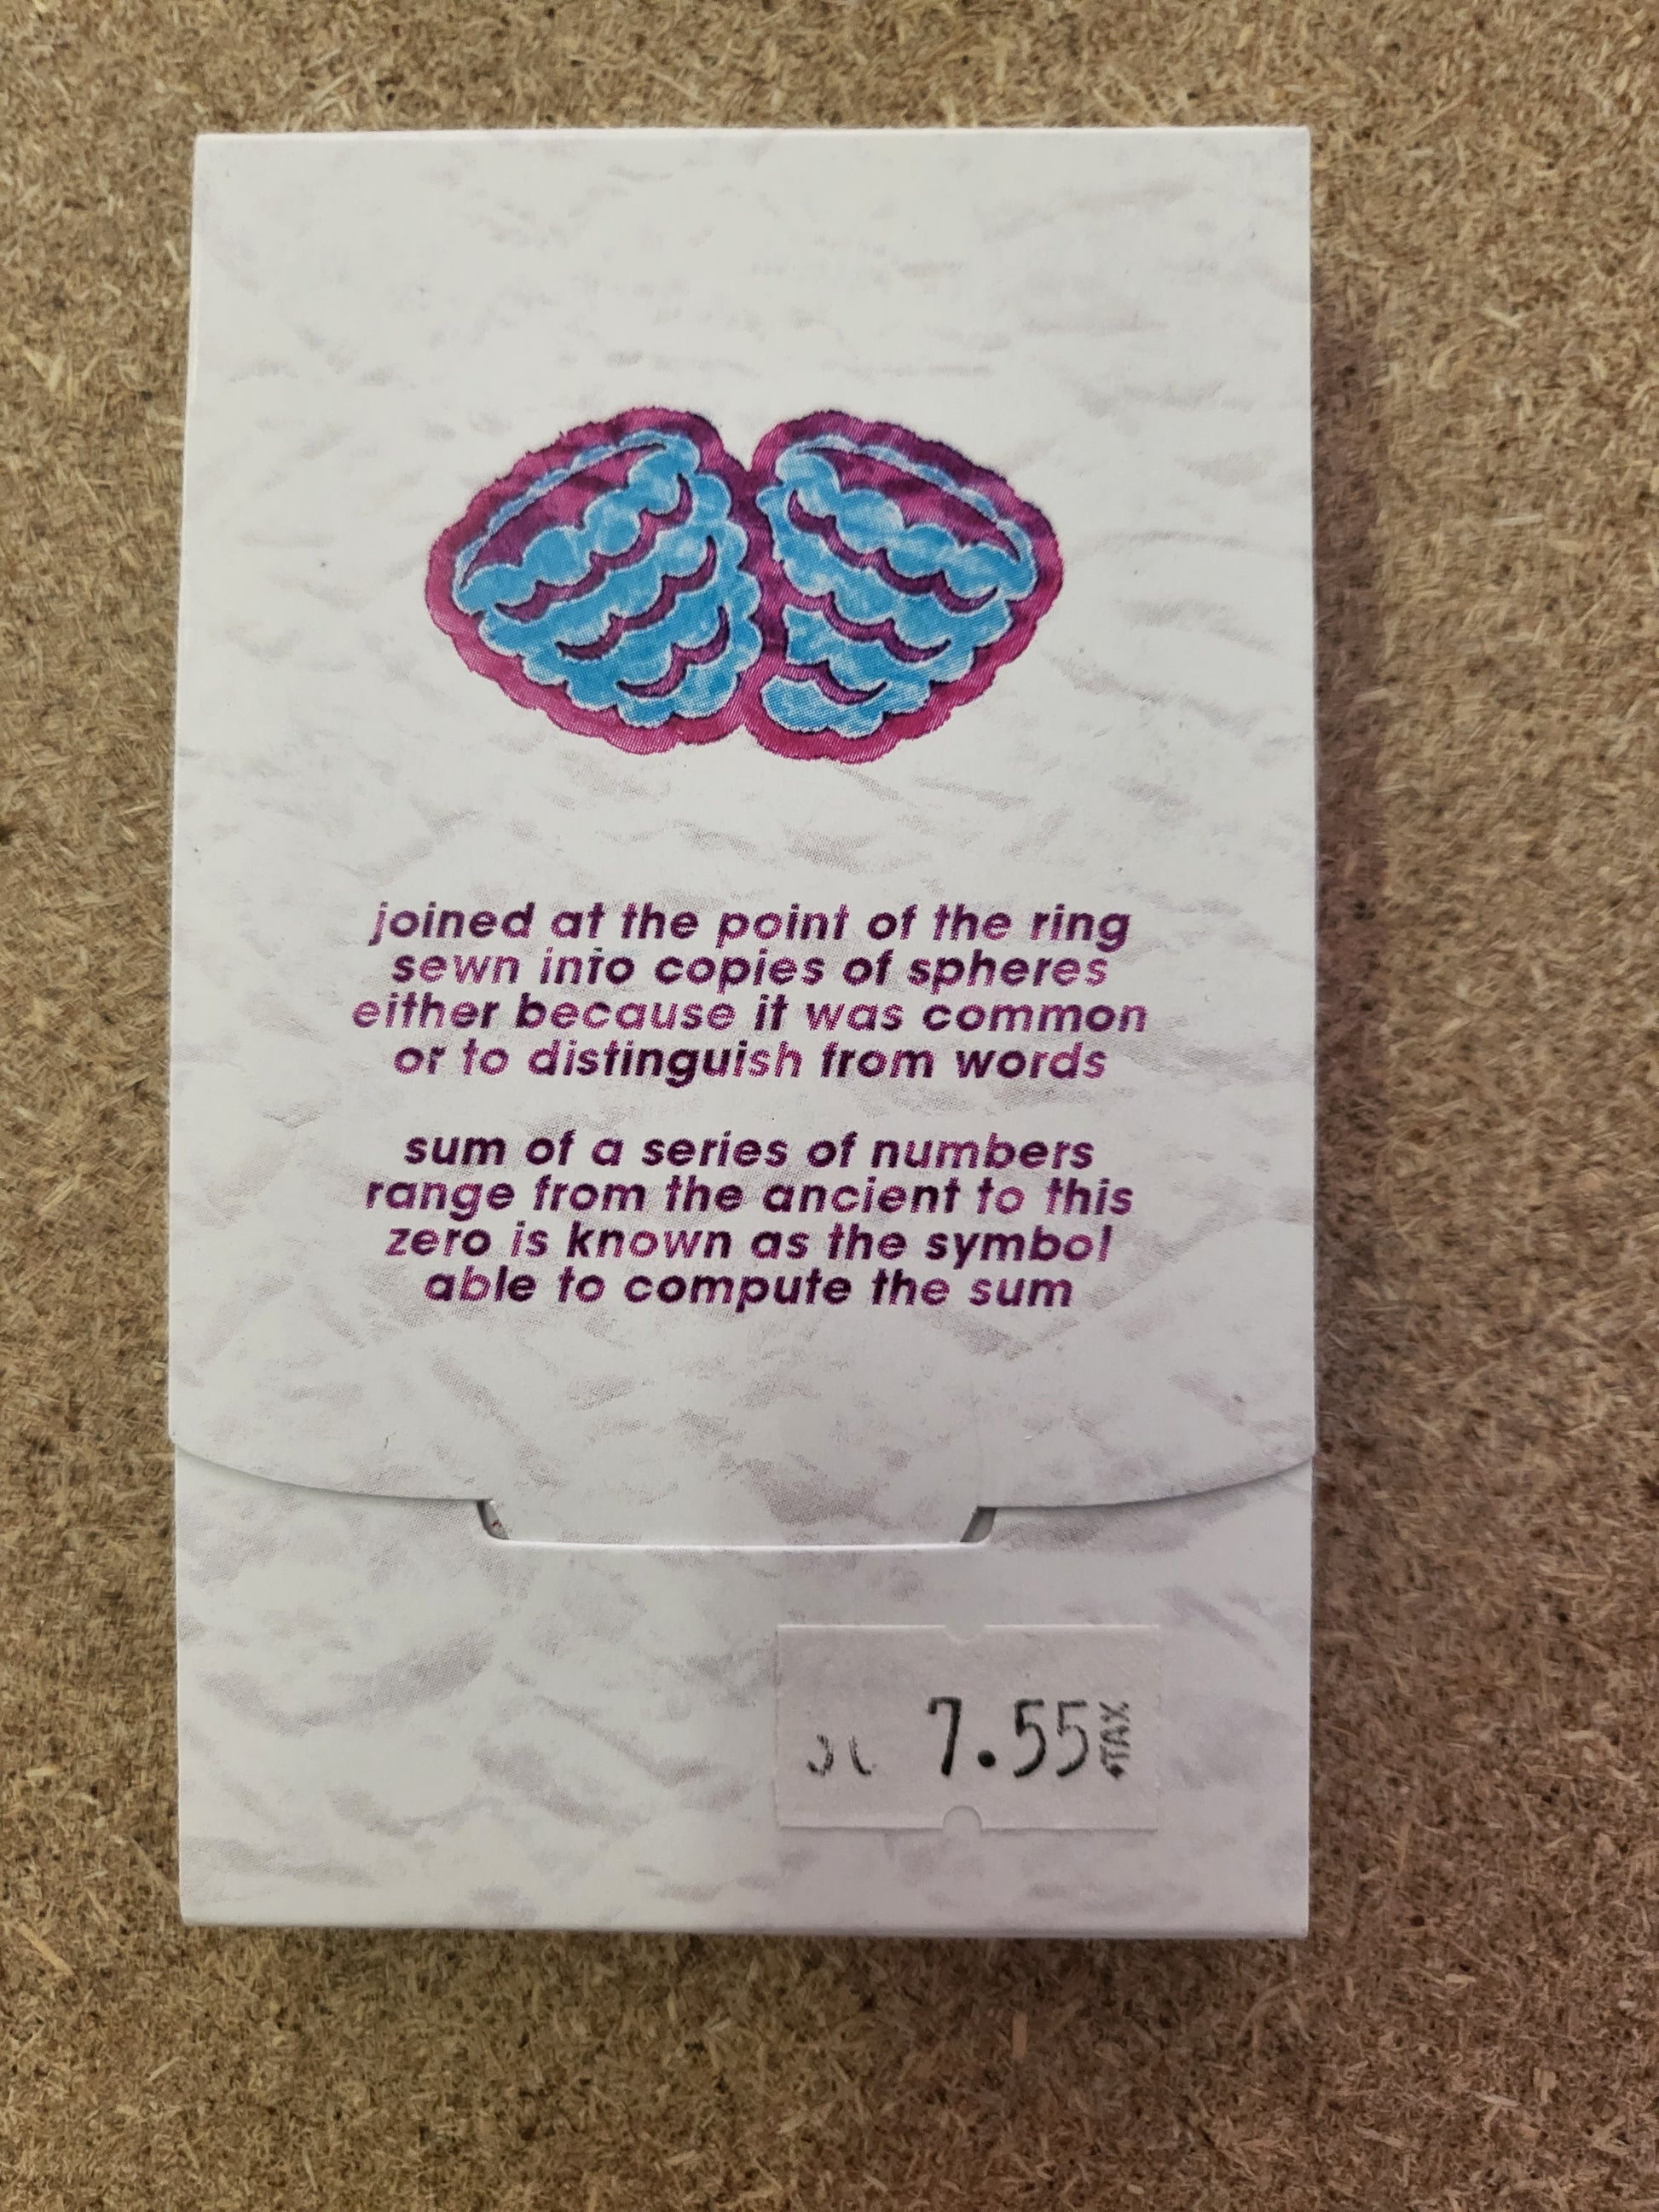 joined at the point of the ring
sewn into copies of spheres
either because it was common
or to distinguish from words
sum of a series of numbers
range from the ancient to this
zero is known as the symbol
able to compute the sum
7.55 +TAX